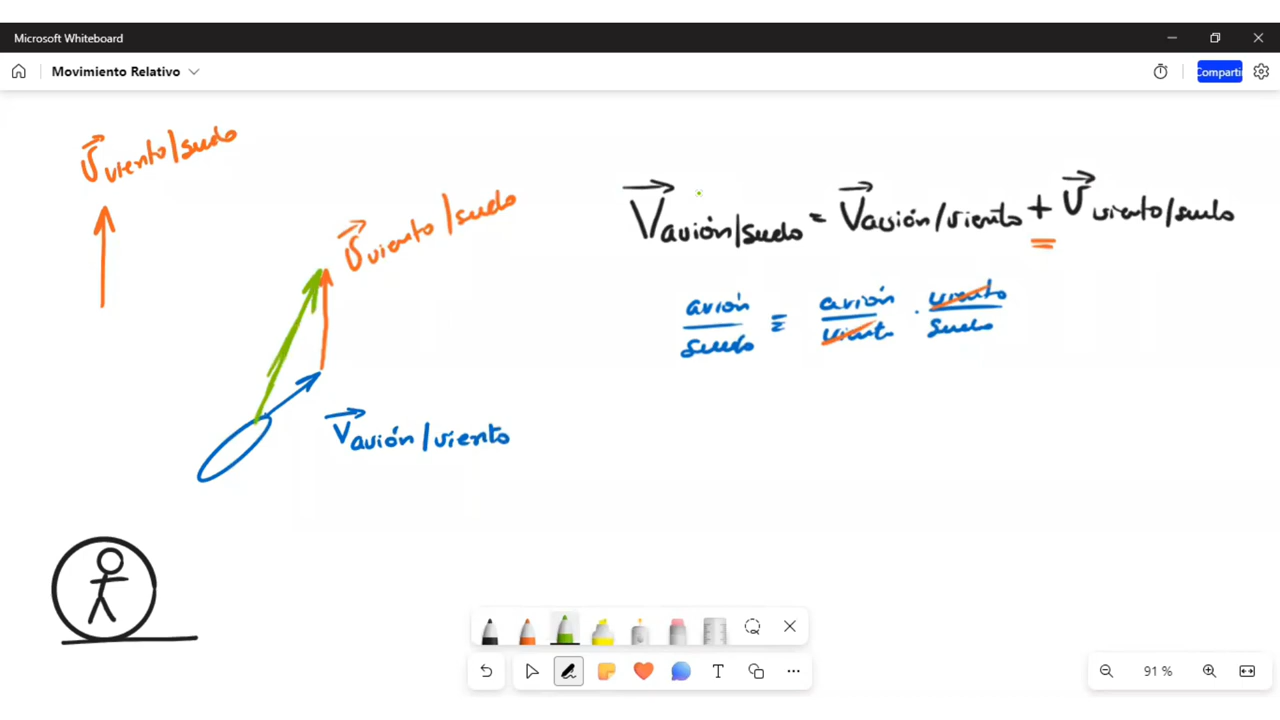 Microsoft Whiteboard
Movimiento Relativo
Comparti
V viento/suelo
V viento/suelo
V avión/viento
V avión/suelo = V avión/viento + V viento/suelo
avión/suelo ≡ avión/viento · viento/suelo
T
91 %